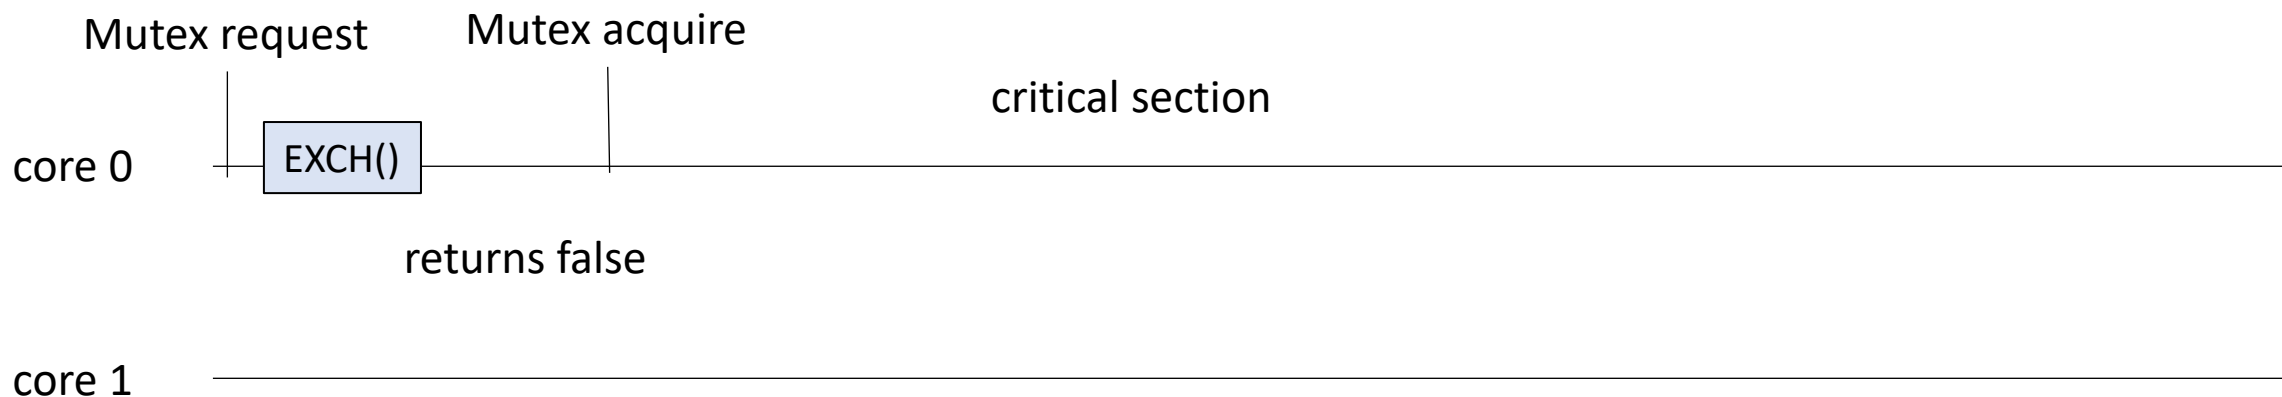 Mutex request
Mutex acquire
critical section
core 0
EXCH()
returns false
core 1